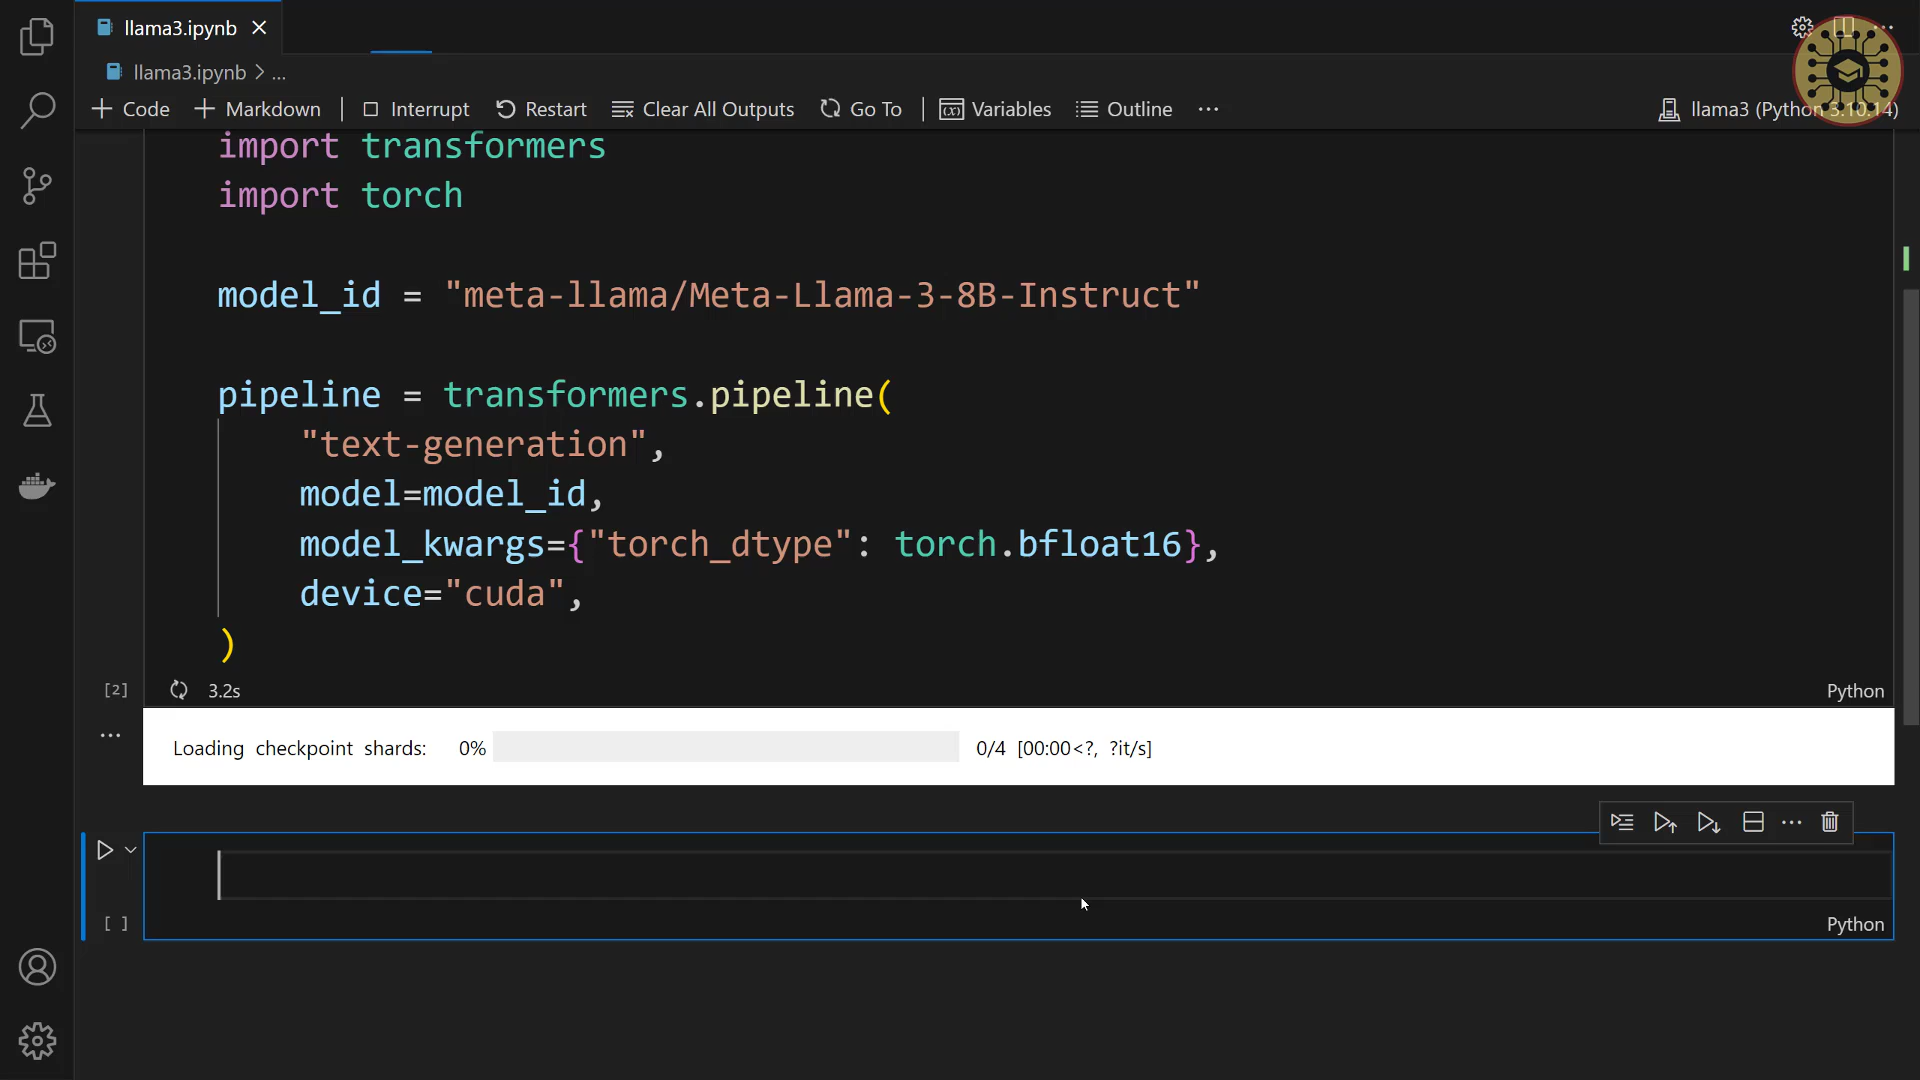 llama3.ipynb
llama3.ipynb > ...
Code Markdown Interrupt Restart Clear All Outputs Go To Variables Outline ... llama3 (Python 3.10.14)
import transformers
import torch
model_id = "meta-llama/Meta-Llama-3-8B-Instruct"
pipeline = transformers.pipeline(
"text-generation",
model=model_id,
model_kwargs={"torch_dtype": torch.bfloat16},
device="cuda",
)
[2] 3.2s Python
Loading checkpoint shards: 0% 0/4 [00:00<?, ?it/s]
[ ] Python